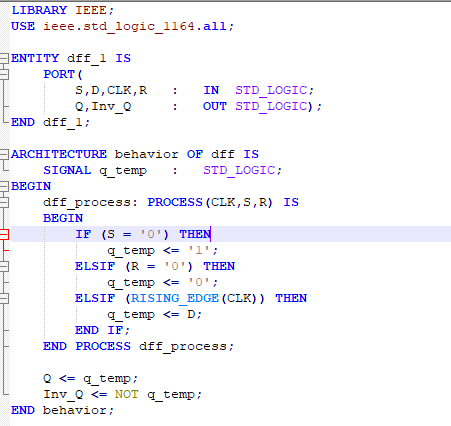 LIBRARY IEEE;
USE ieee.std_logic_1164.all;
ENTITY dff_1 IS
PORT(
S,D,CLK,R : IN STD_LOGIC;
Q,Inv_Q : OUT STD_LOGIC);
END dff_1;
ARCHITECTURE behavior OF dff IS
SIGNAL q_temp : STD_LOGIC;
BEGIN
dff_process: PROCESS(CLK,S,R) IS
BEGIN
IF (S = '0') THEN
q_temp <= '1';
ELSIF (R = '0') THEN
q_temp <= '0';
ELSIF (RISING_EDGE(CLK)) THEN
q_temp <= D;
END IF;
END PROCESS dff_process;
Q <= q_temp;
Inv_Q <= NOT q_temp;
END behavior;